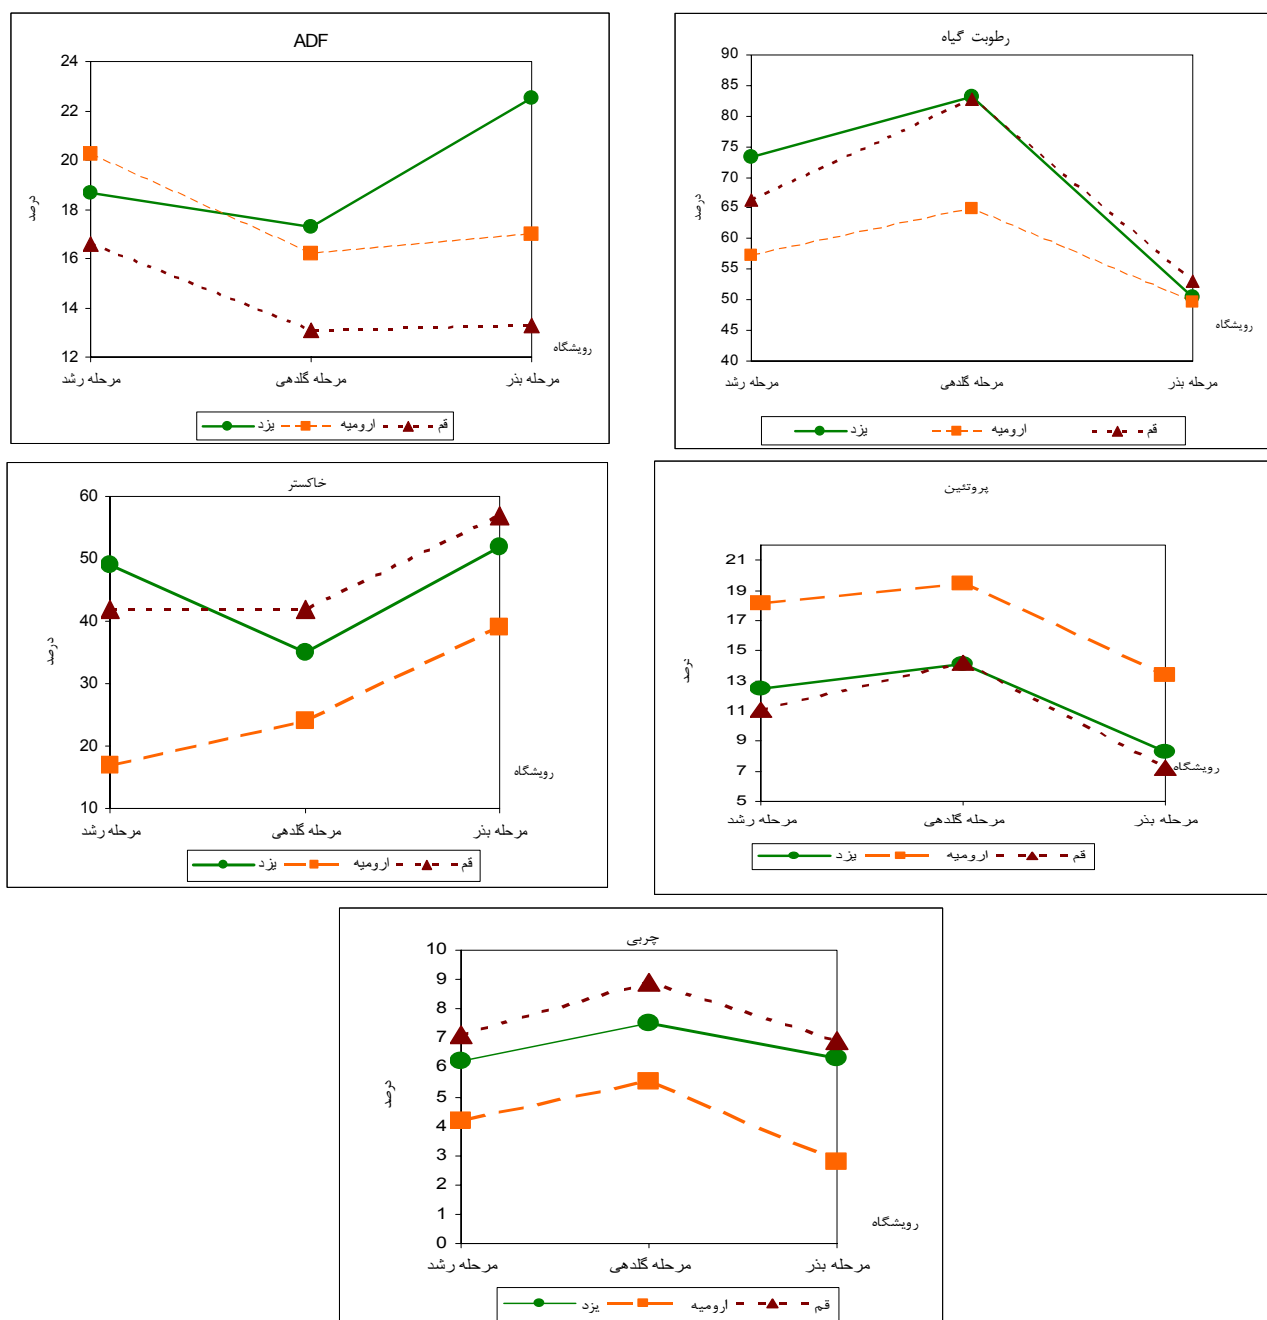 ADF
24
22
20
18
16
14
12
درصد
رویشگاه
مرحله رشد
مرحله گلدهی
مرحله بذر
یزد
ارومیه
قم
رطوبت گیاه
90
85
80
75
70
65
60
55
50
45
40
درصد
رویشگاه
مرحله رشد
مرحله گلدهی
مرحله بذر
یزد
ارومیه
قم
خاکستر
60
50
40
30
20
10
درصد
رویشگاه
مرحله رشد
مرحله گلدهی
مرحله بذر
یزد
ارومیه
قم
پروتئین
21
19
17
15
13
11
9
7
5
درصد
رویشگاه
مرحله رشد
مرحله گلدهی
مرحله بذر
یزد
ارومیه
قم
چربی
10
9
8
7
6
5
4
3
2
1
0
درصد
رویشگاه
مرحله رشد
مرحله گلدهی
مرحله بذر
یزد
ارومیه
قم